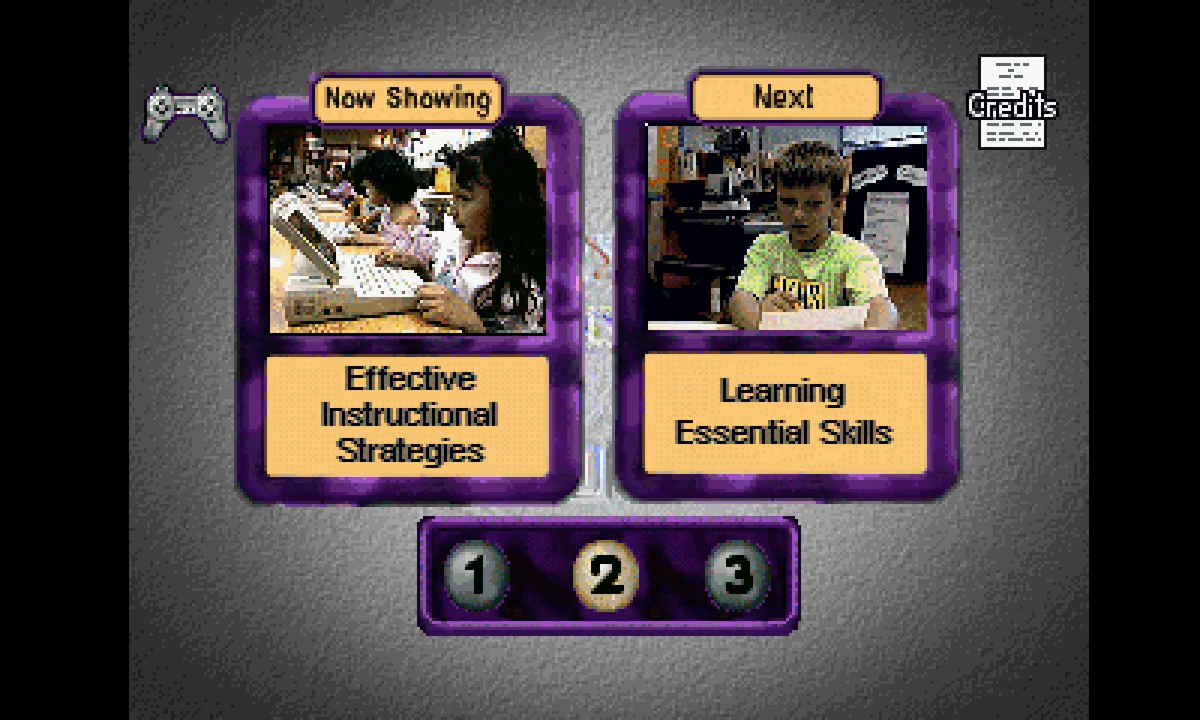 Now Showing
Next
Credits
Effective
Instructional
Strategies
Learning
Essential Skills
1 2 3